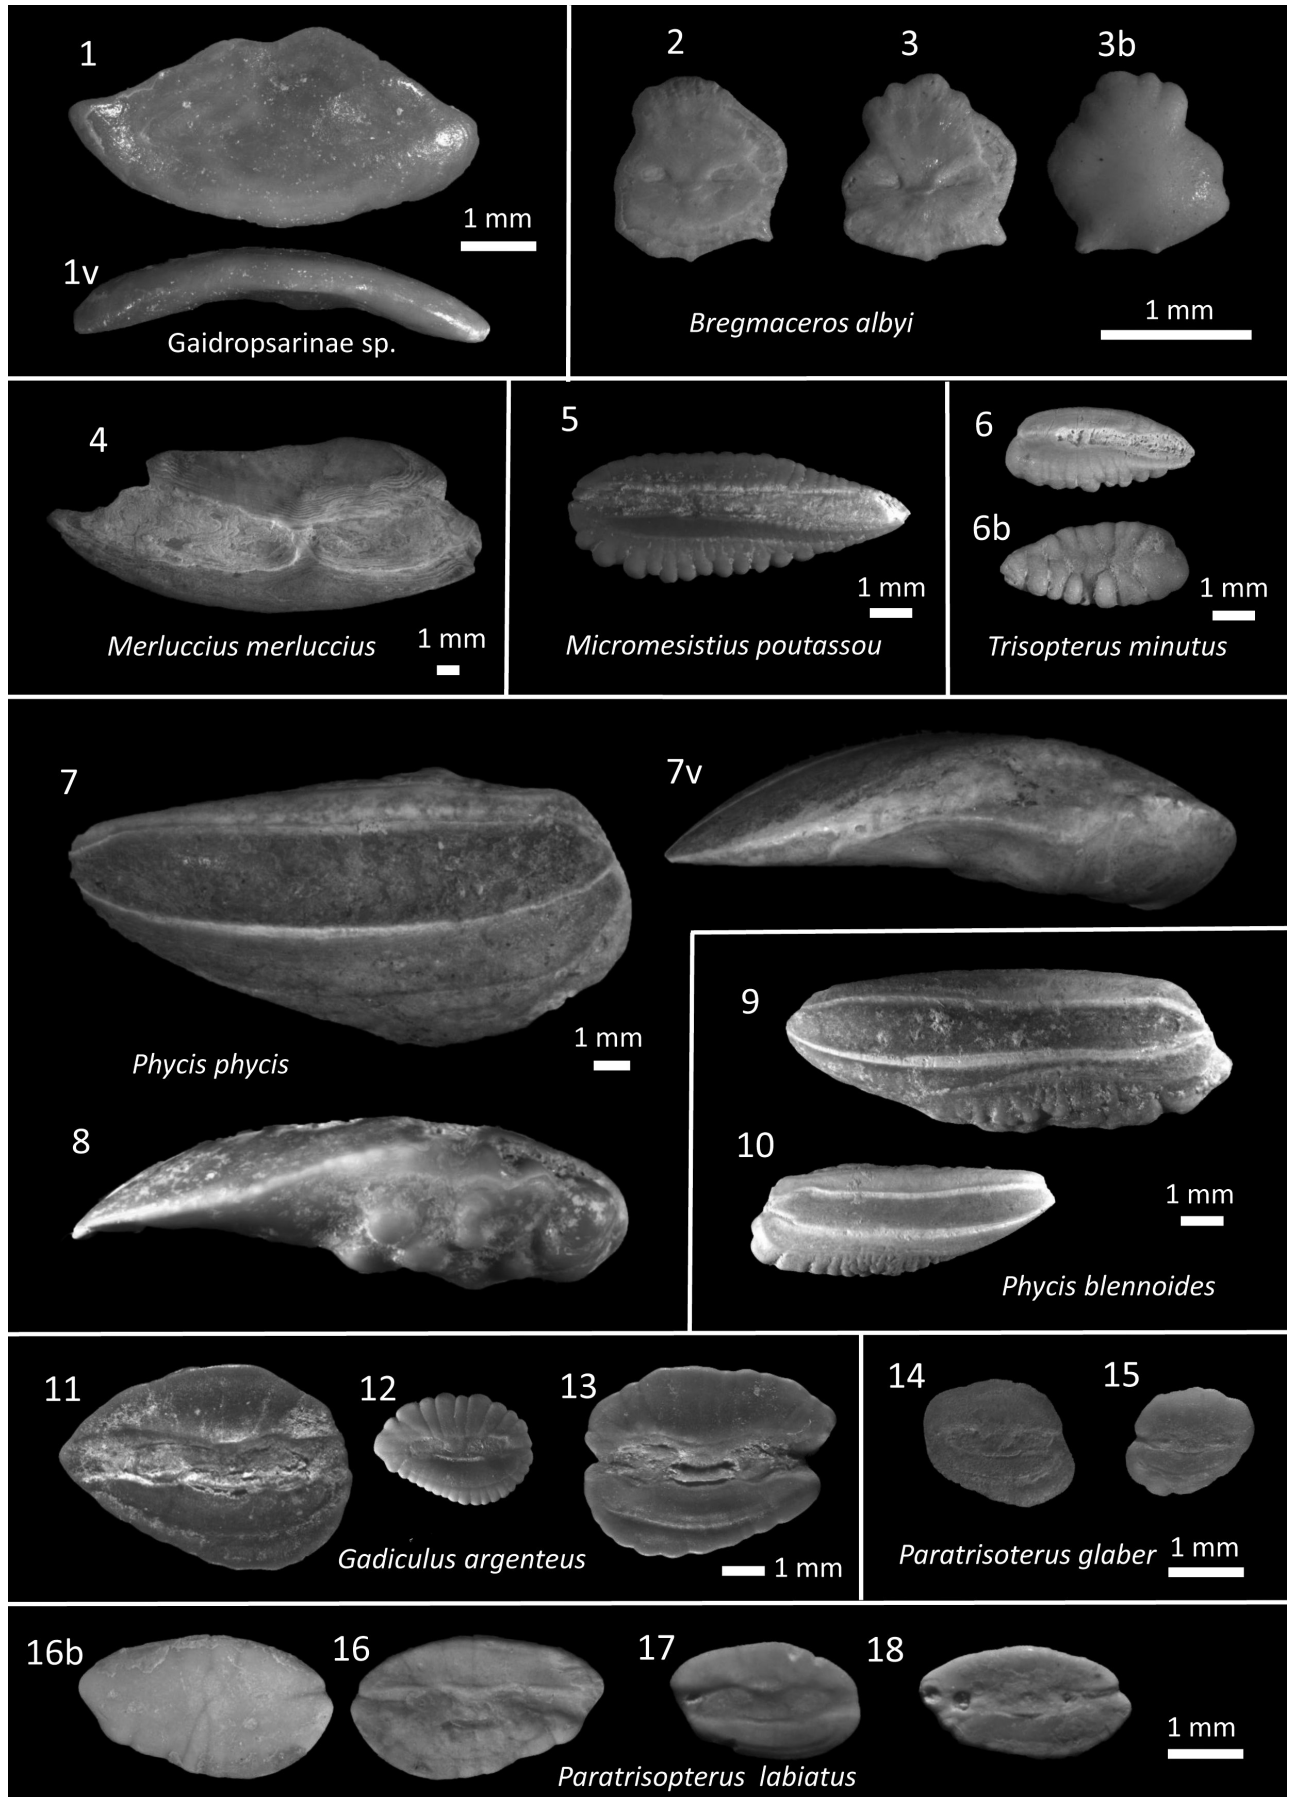 1
1 mm
1v
Gaidropsarinae sp.
2
3
3b
1 mm
Bregmaceros albyi
4
1 mm
Merluccius merluccius
5
1 mm
Micromesistius poutassou
6
6b
1 mm
Trisopterus minutus
7
7v
1 mm
Phycis phycis
8
9
10
1 mm
Phycis blennoides
11
12
13
Gadiculus argenteus
1 mm
14
15
Paratrisoterus glaber
1 mm
16b
16
17
18
1 mm
Paratrisopterus labiatus